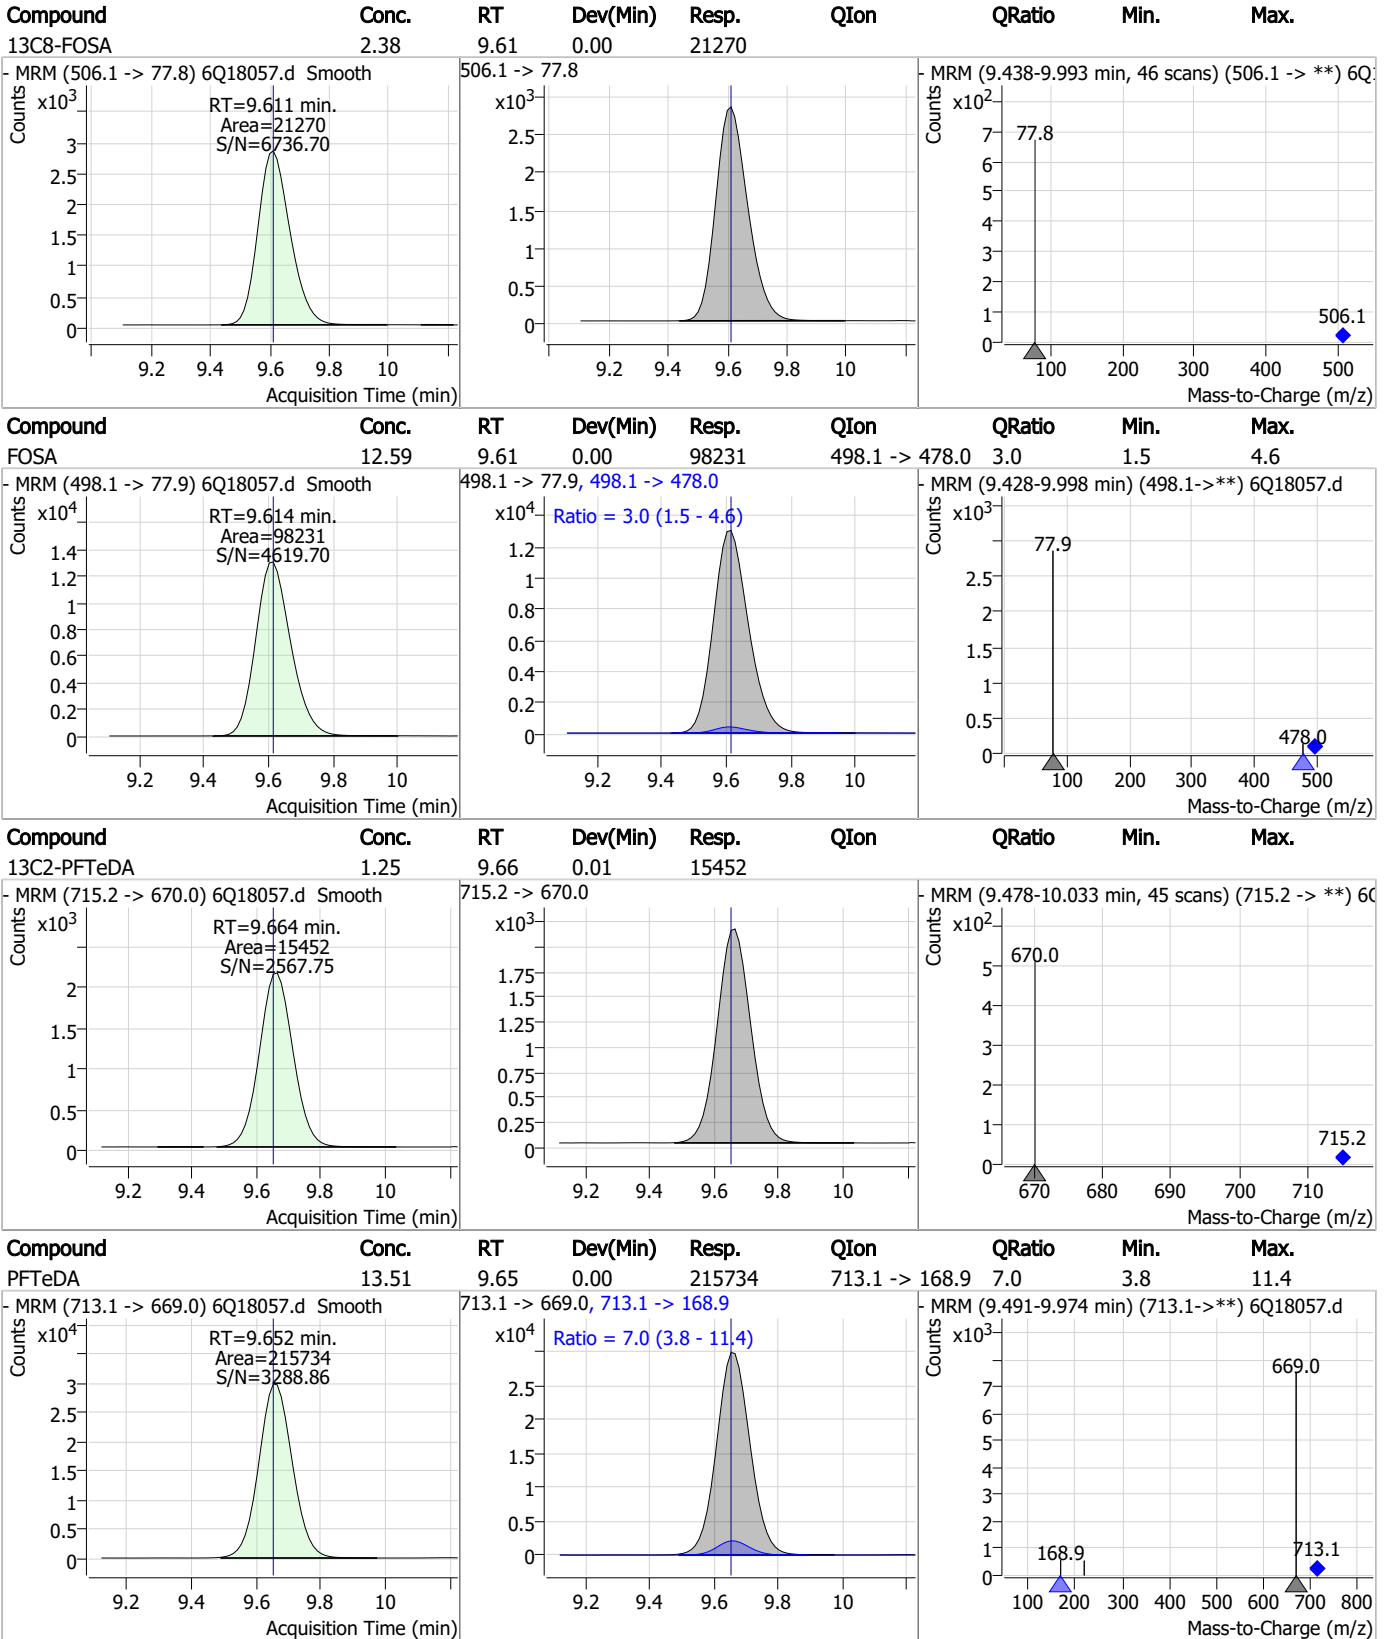 Compound Conc. RT Dev(Min) Resp. QIon QRatio Min. Max.
13C8-FOSA 2.38 9.61 0.00 21270
- MRM (506.1 -> 77.8) 6Q18057.d Smooth
Counts
x10³
RT=9.611 min.
Area=21270
S/N=6736.70
3
2.5
2
1.5
1
0.5
0
9.2 9.4 9.6 9.8 10
Acquisition Time (min)
506.1 -> 77.8
x10³
2.5
2
1.5
1
0.5
0
9.2 9.4 9.6 9.8 10
- MRM (9.438-9.993 min, 46 scans) (506.1 -> **) 6Q1
Counts
x10²
77.8
7
6
5
4
3
2
1
0
506.1
100 200 300 400 500
Mass-to-Charge (m/z)
Compound Conc. RT Dev(Min) Resp. QIon QRatio Min. Max.
FOSA 12.59 9.61 0.00 98231 498.1 -> 478.0 3.0 1.5 4.6
- MRM (498.1 -> 77.9) 6Q18057.d Smooth
Counts
x10⁴
RT=9.614 min.
Area=98231
S/N=4619.70
1.4
1.2
1
0.8
0.6
0.4
0.2
0
9.2 9.4 9.6 9.8 10
Acquisition Time (min)
498.1 -> 77.9, 498.1 -> 478.0
x10⁴
Ratio = 3.0 (1.5 - 4.6)
1.2
1
0.8
0.6
0.4
0.2
0
9.2 9.4 9.6 9.8 10
- MRM (9.428-9.998 min) (498.1->**) 6Q18057.d
Counts
x10³
77.9
2.5
2
1.5
1
0.5
0
478.0
100 200 300 400 500
Mass-to-Charge (m/z)
Compound Conc. RT Dev(Min) Resp. QIon QRatio Min. Max.
13C2-PFTeDA 1.25 9.66 0.01 15452
- MRM (715.2 -> 670.0) 6Q18057.d Smooth
Counts
x10³
RT=9.664 min.
Area=15452
S/N=2567.75
2
1.5
1
0.5
0
9.2 9.4 9.6 9.8 10
Acquisition Time (min)
715.2 -> 670.0
x10³
1.75
1.5
1.25
1
0.75
0.5
0.25
0
9.2 9.4 9.6 9.8 10
- MRM (9.478-10.033 min, 45 scans) (715.2 -> **) 6Q
Counts
x10²
670.0
5
4
3
2
1
0
715.2
670 680 690 700 710
Mass-to-Charge (m/z)
Compound Conc. RT Dev(Min) Resp. QIon QRatio Min. Max.
PFTeDA 13.51 9.65 0.00 215734 713.1 -> 168.9 7.0 3.8 11.4
- MRM (713.1 -> 669.0) 6Q18057.d Smooth
Counts
x10⁴
RT=9.652 min.
Area=215734
S/N=3288.86
3
2.5
2
1.5
1
0.5
0
9.2 9.4 9.6 9.8 10
Acquisition Time (min)
713.1 -> 669.0, 713.1 -> 168.9
x10⁴
Ratio = 7.0 (3.8 - 11.4)
2.5
2
1.5
1
0.5
0
9.2 9.4 9.6 9.8 10
- MRM (9.491-9.974 min) (713.1->**) 6Q18057.d
Counts
x10³
669.0
7
6
5
4
3
2
1
0
168.9
713.1
100 200 300 400 500 600 700 800
Mass-to-Charge (m/z)